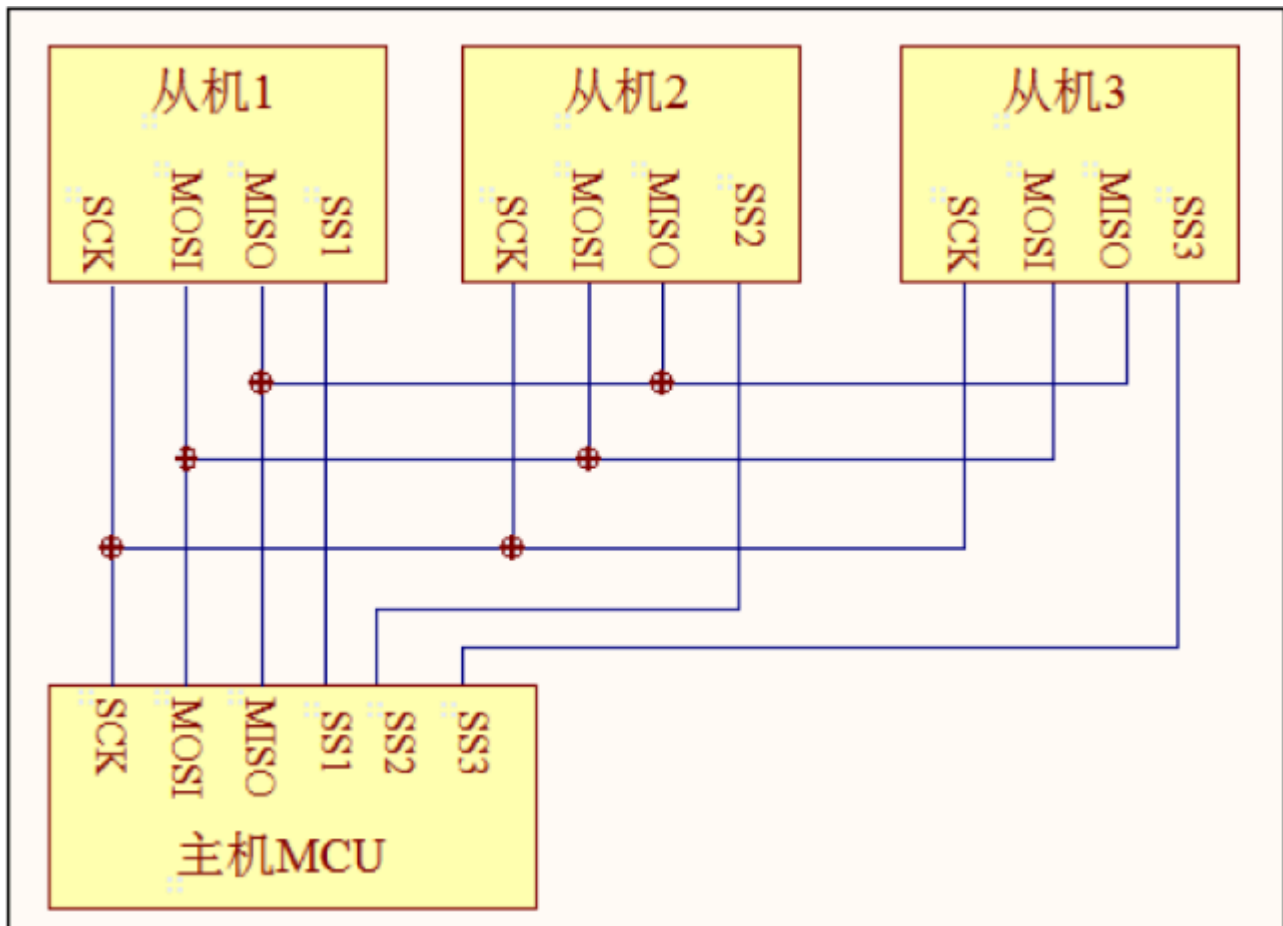 从机1
SCK
MOSI
MISO
SS1
从机2
SCK
MOSI
MISO
SS2
从机3
SCK
MOSI
MISO
SS3
SCK
MOSI
MISO
SS1
SS2
SS3
主机MCU